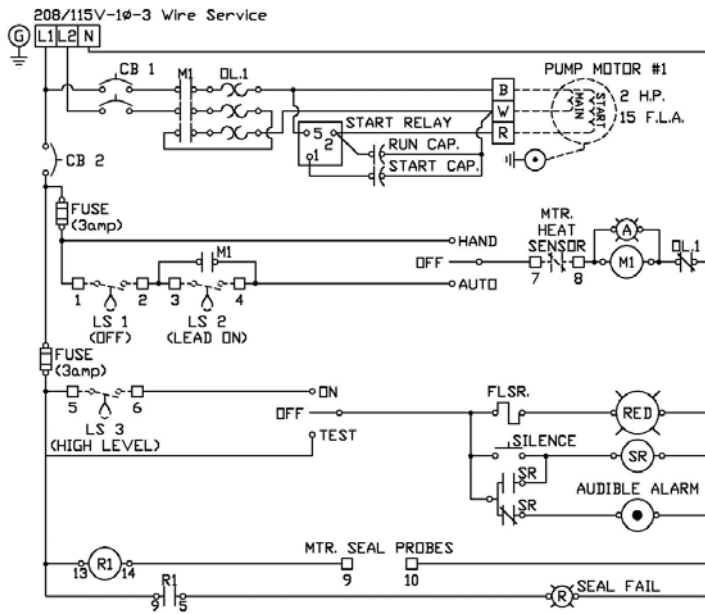 208/115V-1ø-3 Wire Service
G L1 L2 N
CB 1 M1 OL.1 PUMP MOTOR #1
B
W
R
MAIN
START
2 H.P.
15 F.L.A.
START RELAY
5
2
1
RUN CAP.
START CAP.
CB 2
FUSE
(3amp)
HAND
OFF
AUTO
MTR.
HEAT
SENSOR
7 8
A
M1
OL.1
M1
1 2 3 4
LS 1
(OFF)
LS 2
(LEAD ON)
FUSE
(3amp)
5 6
LS 3
(HIGH LEVEL)
ON
OFF
TEST
FLSR.
RED
SILENCE
SR
SR
SR
AUDIBLE ALARM
MTR. SEAL PROBES
13 R1 14 9 10
R1
9 5
R SEAL FAIL